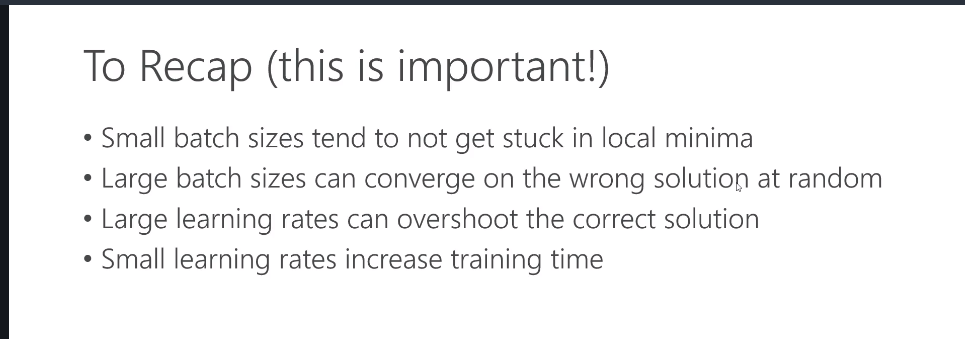 To Recap (this is important!)
• Small batch sizes tend to not get stuck in local minima
• Large batch sizes can converge on the wrong solution at random
• Large learning rates can overshoot the correct solution
• Small learning rates increase training time